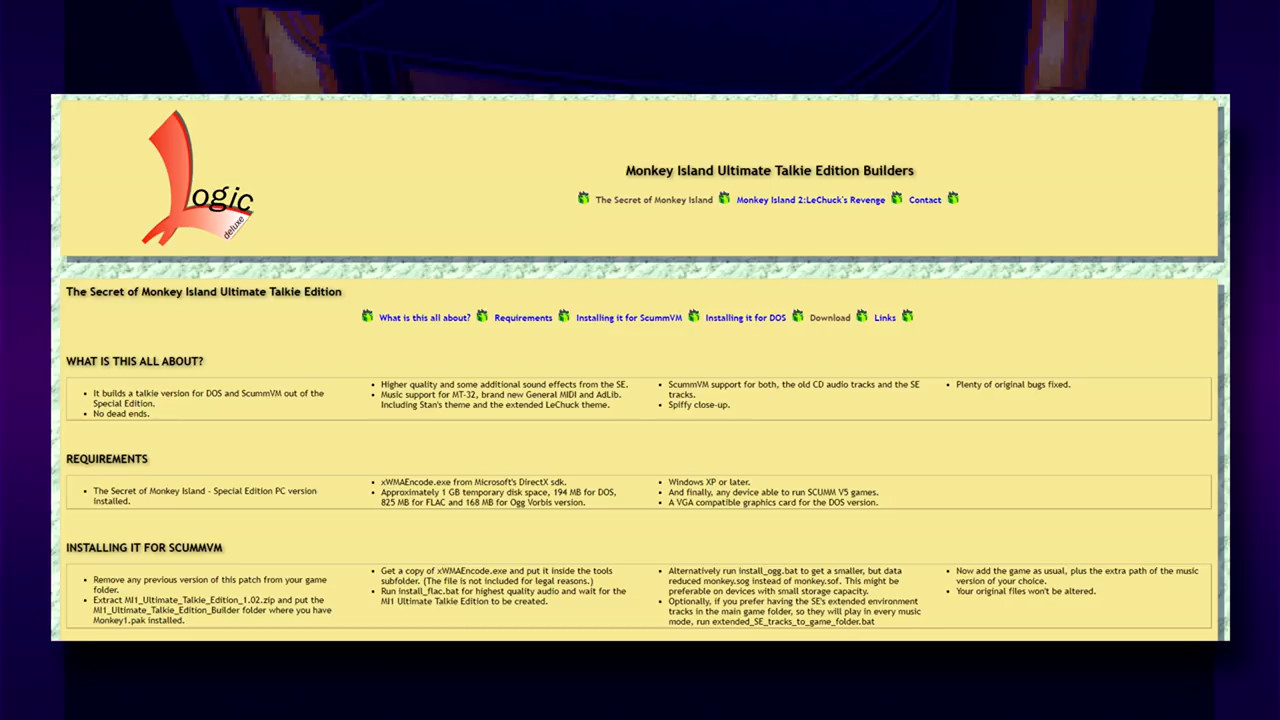 Logic
deluxe
Monkey Island Ultimate Talkie Edition Builders
The Secret of Monkey Island Monkey Island 2:LeChuck's Revenge Contact
The Secret of Monkey Island Ultimate Talkie Edition
What is this all about? Requirements Installing it for ScummVM Installing it for DOS Download Links
WHAT IS THIS ALL ABOUT?
• It builds a talkie version for DOS and ScummVM out of the
Special Edition.
• No dead ends.
• Higher quality and some additional sound effects from the SE.
• Music support for MT-32, brand new General MIDI and AdLib.
Including Stan's theme and the extended LeChuck theme.
• ScummVM support for both, the old CD audio tracks and the SE
tracks.
• Spiffy close-up.
• Plenty of original bugs fixed.
REQUIREMENTS
• The Secret of Monkey Island - Special Edition PC version
installed.
• xWMAEncode.exe from Microsoft's DirectX sdk.
• Approximately 1 GB temporary disk space, 194 MB for DOS,
825 MB for FLAC and 168 MB for Ogg Vorbis version.
• Windows XP or later.
• And finally, any device able to run SCUMM V5 games.
• A VGA compatible graphics card for the DOS version.
INSTALLING IT FOR SCUMMVM
• Remove any previous version of this patch from your game
folder.
• Extract MI1_Ultimate_Talkie_Edition_1.02.zip and put the
MI1_Ultimate_Talkie_Edition_Builder folder where you have
Monkey1.pak installed.
• Get a copy of xWMAEncode.exe and put it inside the tools
subfolder. (The file is not included for legal reasons.)
• Run install_flac.bat for highest quality audio and wait for the
MI1 Ultimate Talkie Edition to be created.
• Alternatively run install_ogg.bat to get a smaller, but data
reduced monkey.sog instead of monkey.sof. This might be
preferable on devices with small storage capacity.
• Optionally, if you prefer having the SE's extended environment
tracks in the main game folder, so they will play in every music
mode, run extended_SE_tracks_to_game_folder.bat
• Now add the game as usual, plus the extra path of the music
version of your choice.
• Your original files won't be altered.